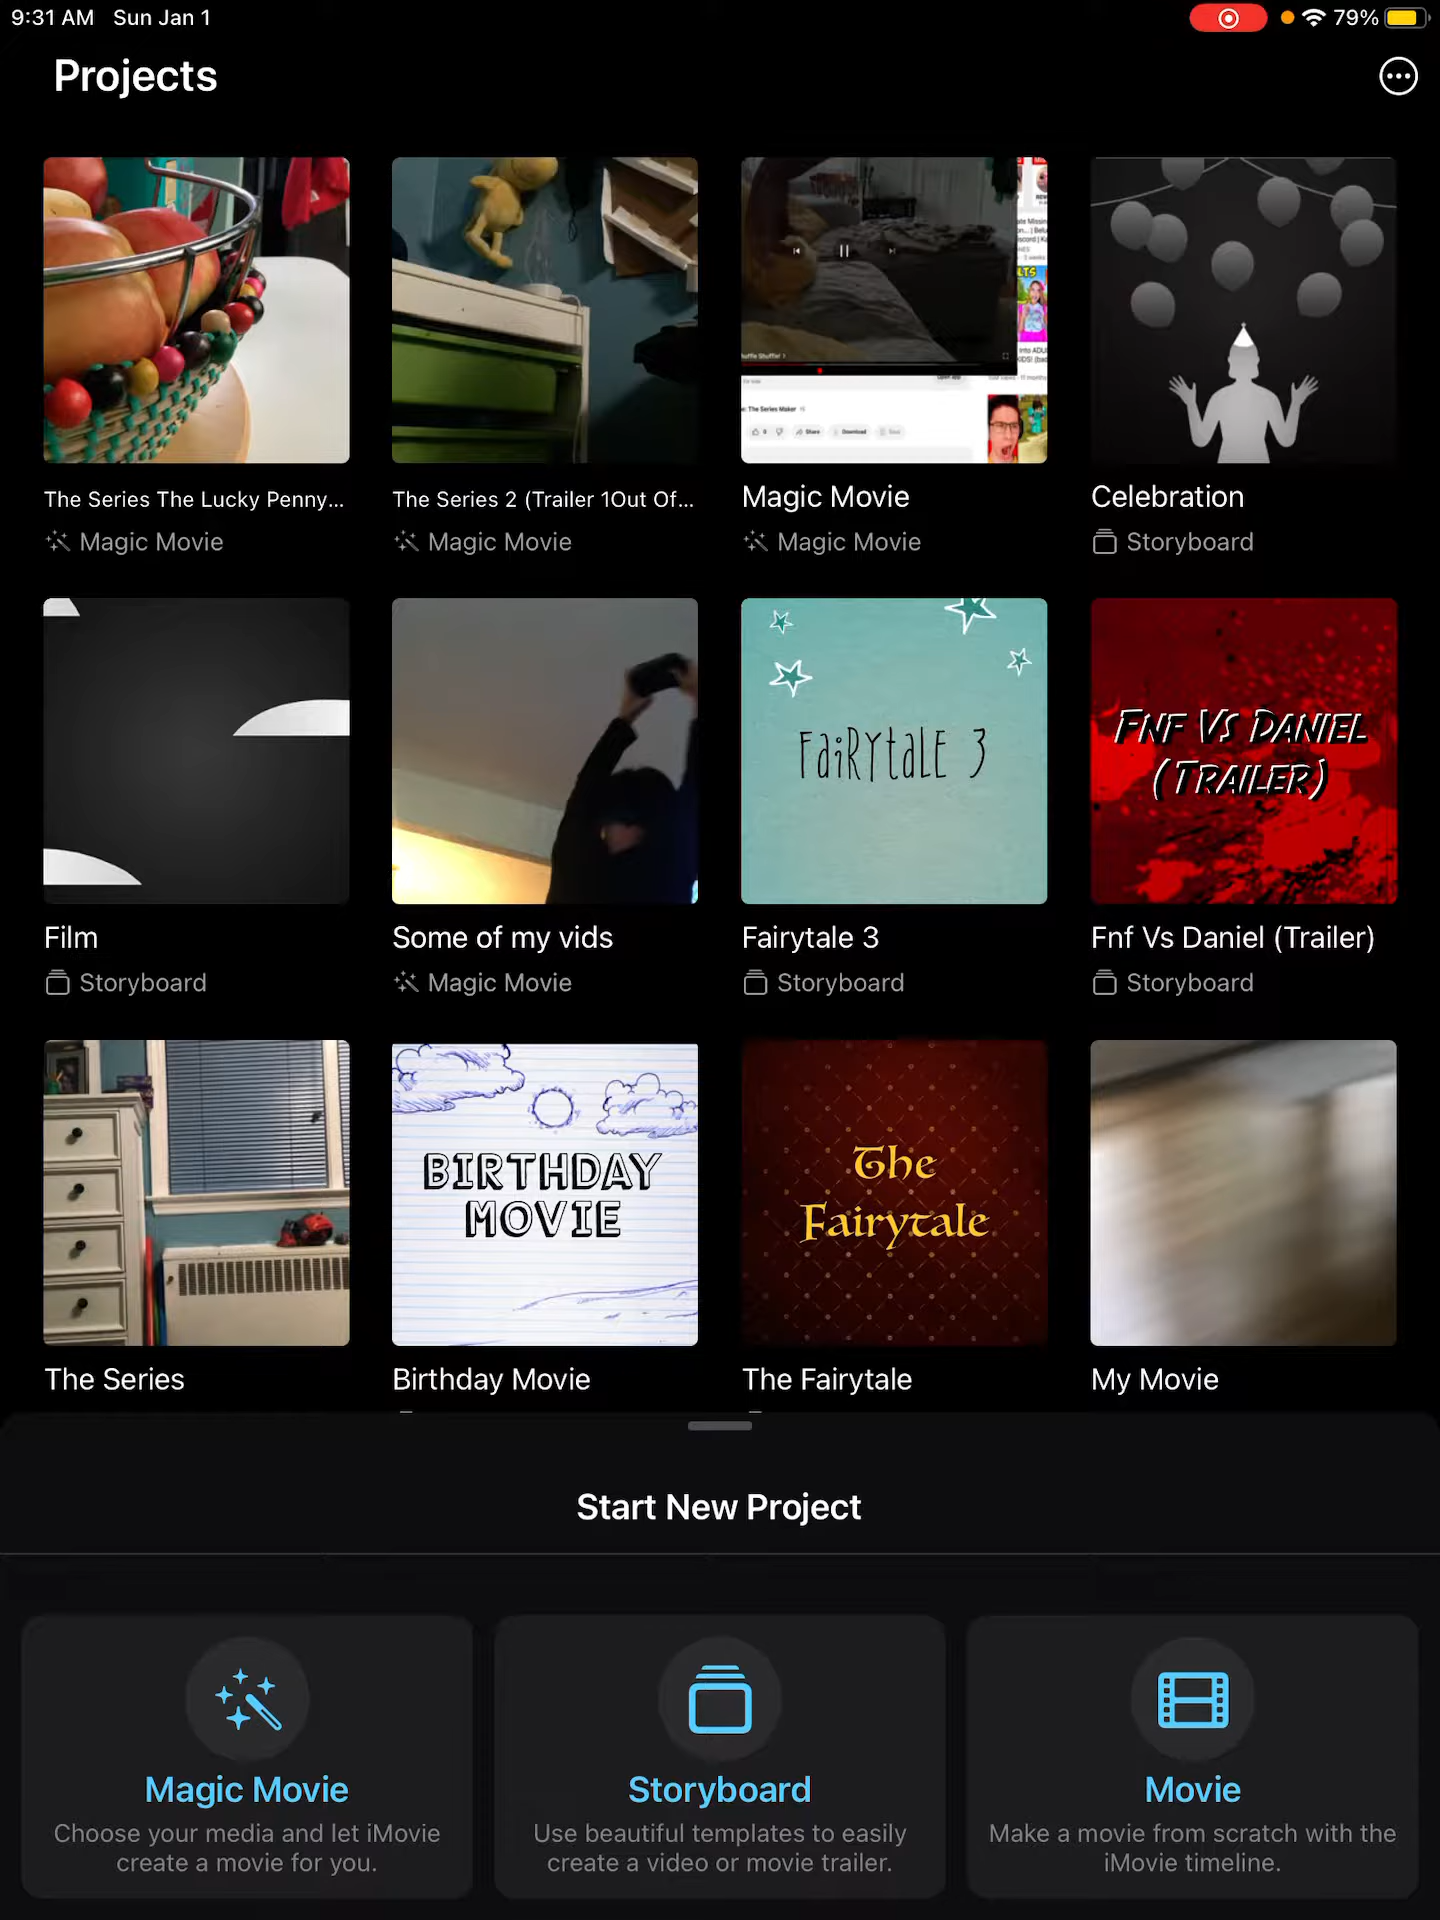 9:31 AM Sun Jan 1
79%
Projects
The Series The Lucky Penny...
Magic Movie
The Series 2 (Trailer 1Out Of...
Magic Movie
: The Series Maker
Share
Download
Magic Movie
Magic Movie
Celebration
Storyboard
Film
Storyboard
Some of my vids
Magic Movie
FaiRYtaLE 3
Fairytale 3
Storyboard
FNF VS DANIEL
(TRAILER)
Fnf Vs Daniel (Trailer)
Storyboard
The Series
BIRTHDAY
MOVIE
Birthday Movie
The
Fairytale
The Fairytale
My Movie
Start New Project
Magic Movie
Choose your media and let iMovie
create a movie for you.
Storyboard
Use beautiful templates to easily
create a video or movie trailer.
Movie
Make a movie from scratch with the
iMovie timeline.